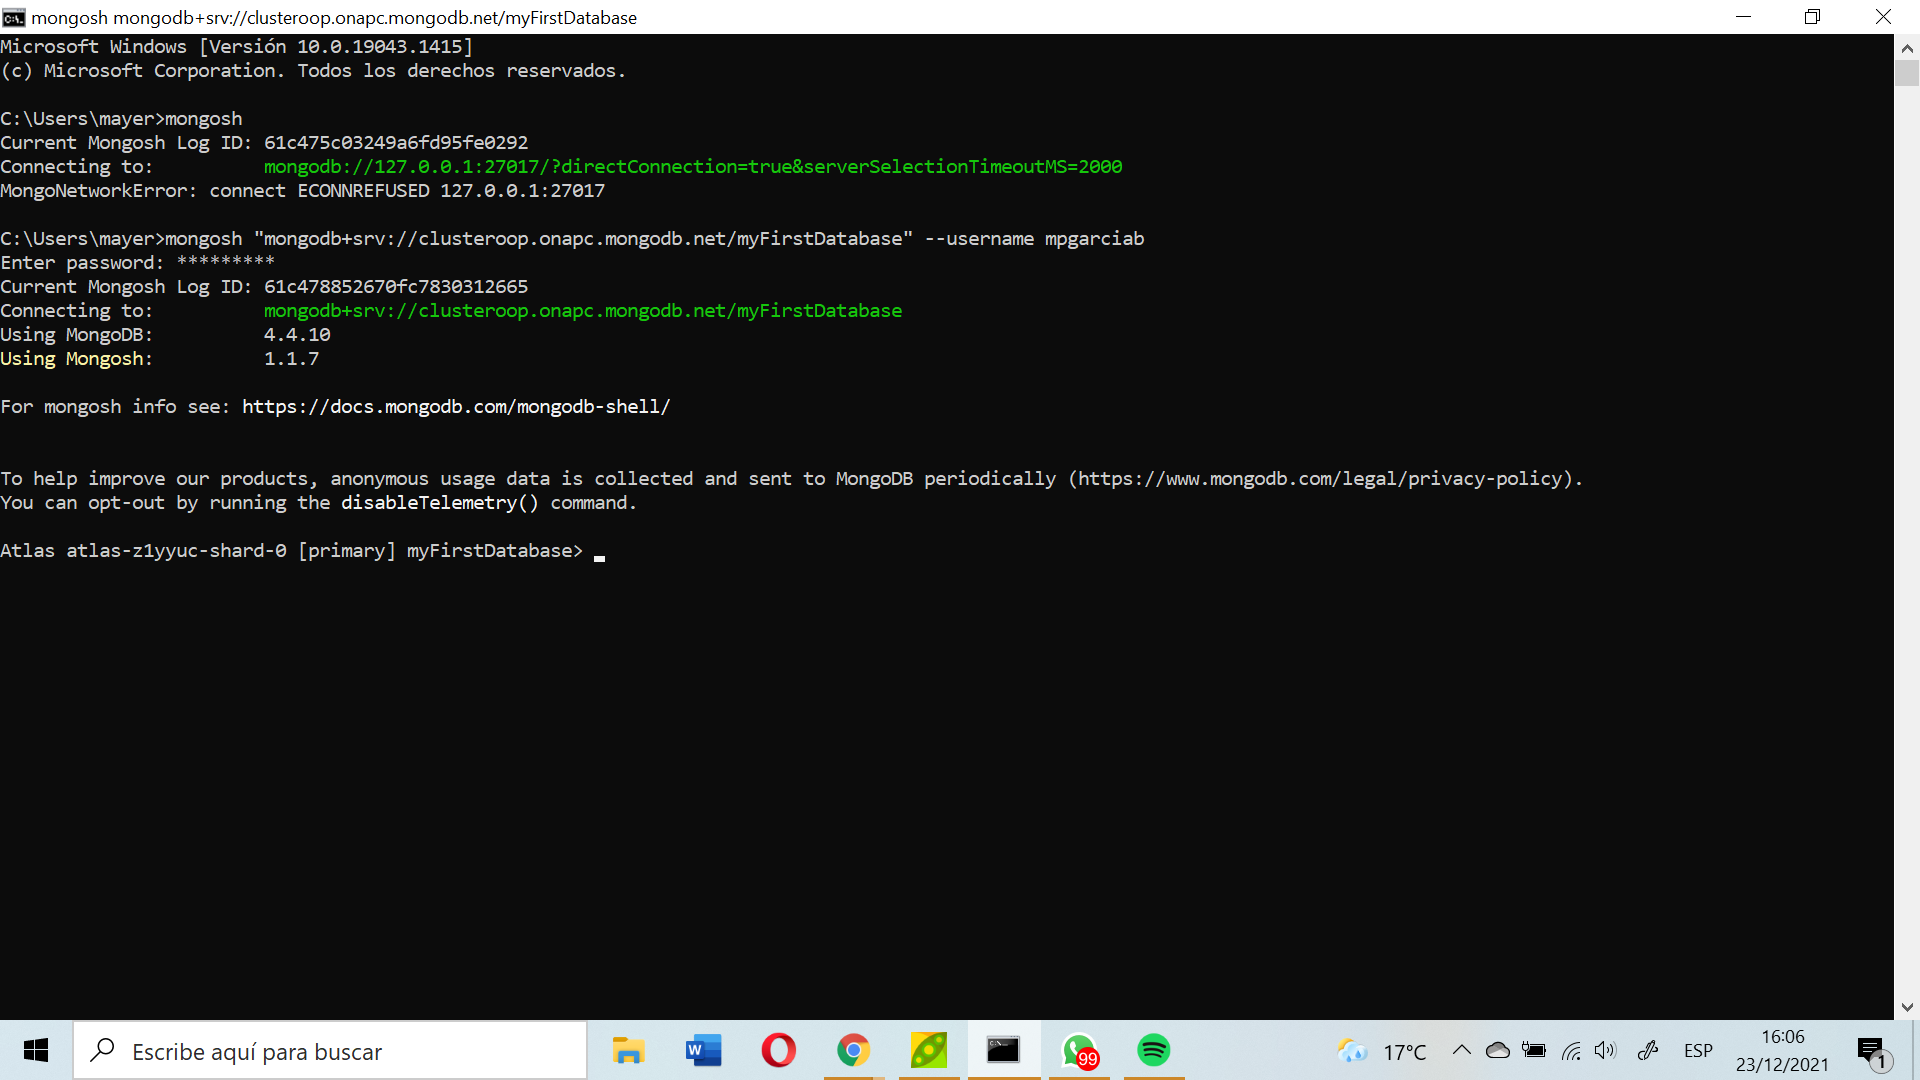 mongosh mongodb+srv://clusteroop.onapc.mongodb.net/myFirstDatabase
Microsoft Windows [Versión 10.0.19043.1415]
(c) Microsoft Corporation. Todos los derechos reservados.
C:\Users\mayer>mongosh
Current Mongosh Log ID: 61c475c03249a6fd95fe0292
Connecting to: mongodb://127.0.0.1:27017/?directConnection=true&serverSelectionTimeoutMS=2000
MongoNetworkError: connect ECONNREFUSED 127.0.0.1:27017
C:\Users\mayer>mongosh "mongodb+srv://clusteroop.onapc.mongodb.net/myFirstDatabase" --username mpgarciab
Enter password: *********
Current Mongosh Log ID: 61c478852670fc7830312665
Connecting to: mongodb+srv://clusteroop.onapc.mongodb.net/myFirstDatabase
Using MongoDB: 4.4.10
Using Mongosh: 1.1.7
For mongosh info see: https://docs.mongodb.com/mongodb-shell/
To help improve our products, anonymous usage data is collected and sent to MongoDB periodically (https://www.mongodb.com/legal/privacy-policy).
You can opt-out by running the disableTelemetry() command.
Atlas atlas-z1yyuc-shard-0 [primary] myFirstDatabase>
Escribe aquí para buscar
99
17°C
ESP
16:06
23/12/2021
1